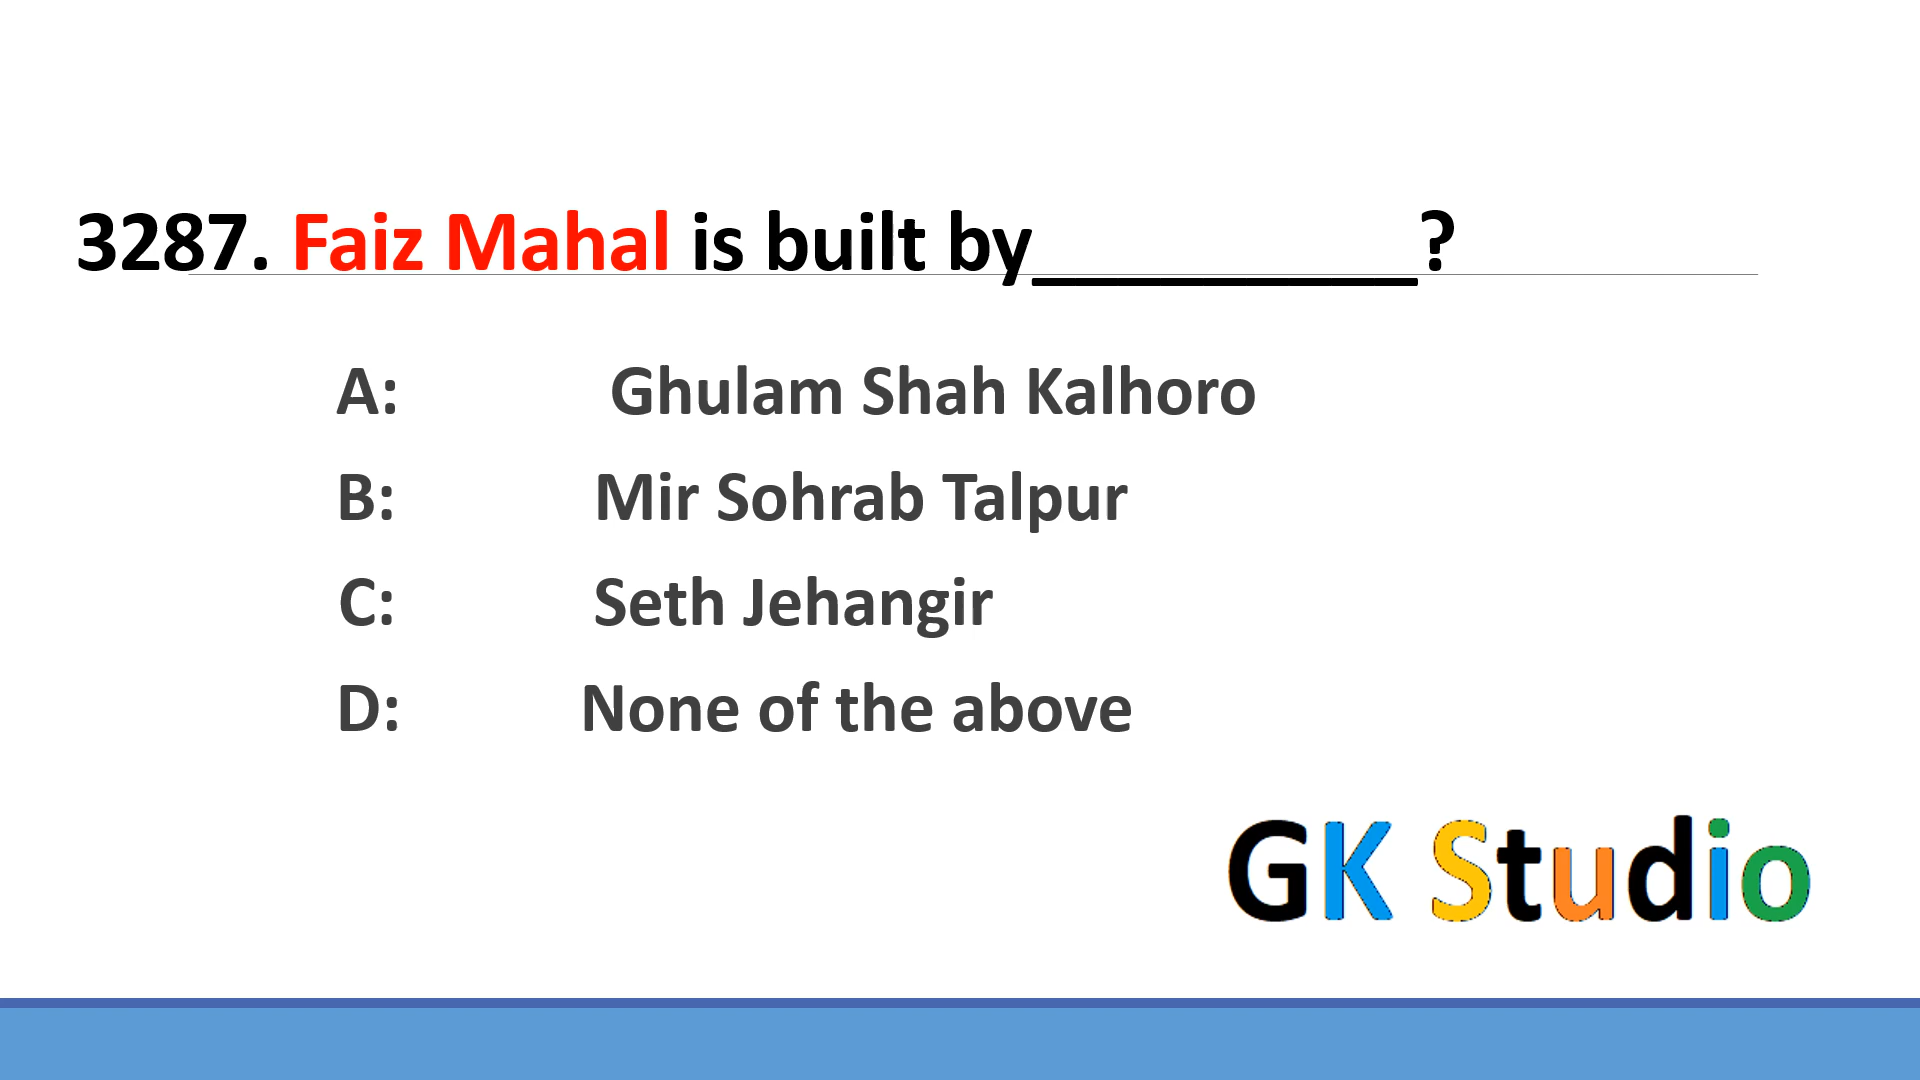 3287. Faiz Mahal is built by_________?
A: Ghulam Shah Kalhoro
B: Mir Sohrab Talpur
C: Seth Jehangir
D: None of the above
GK Studio